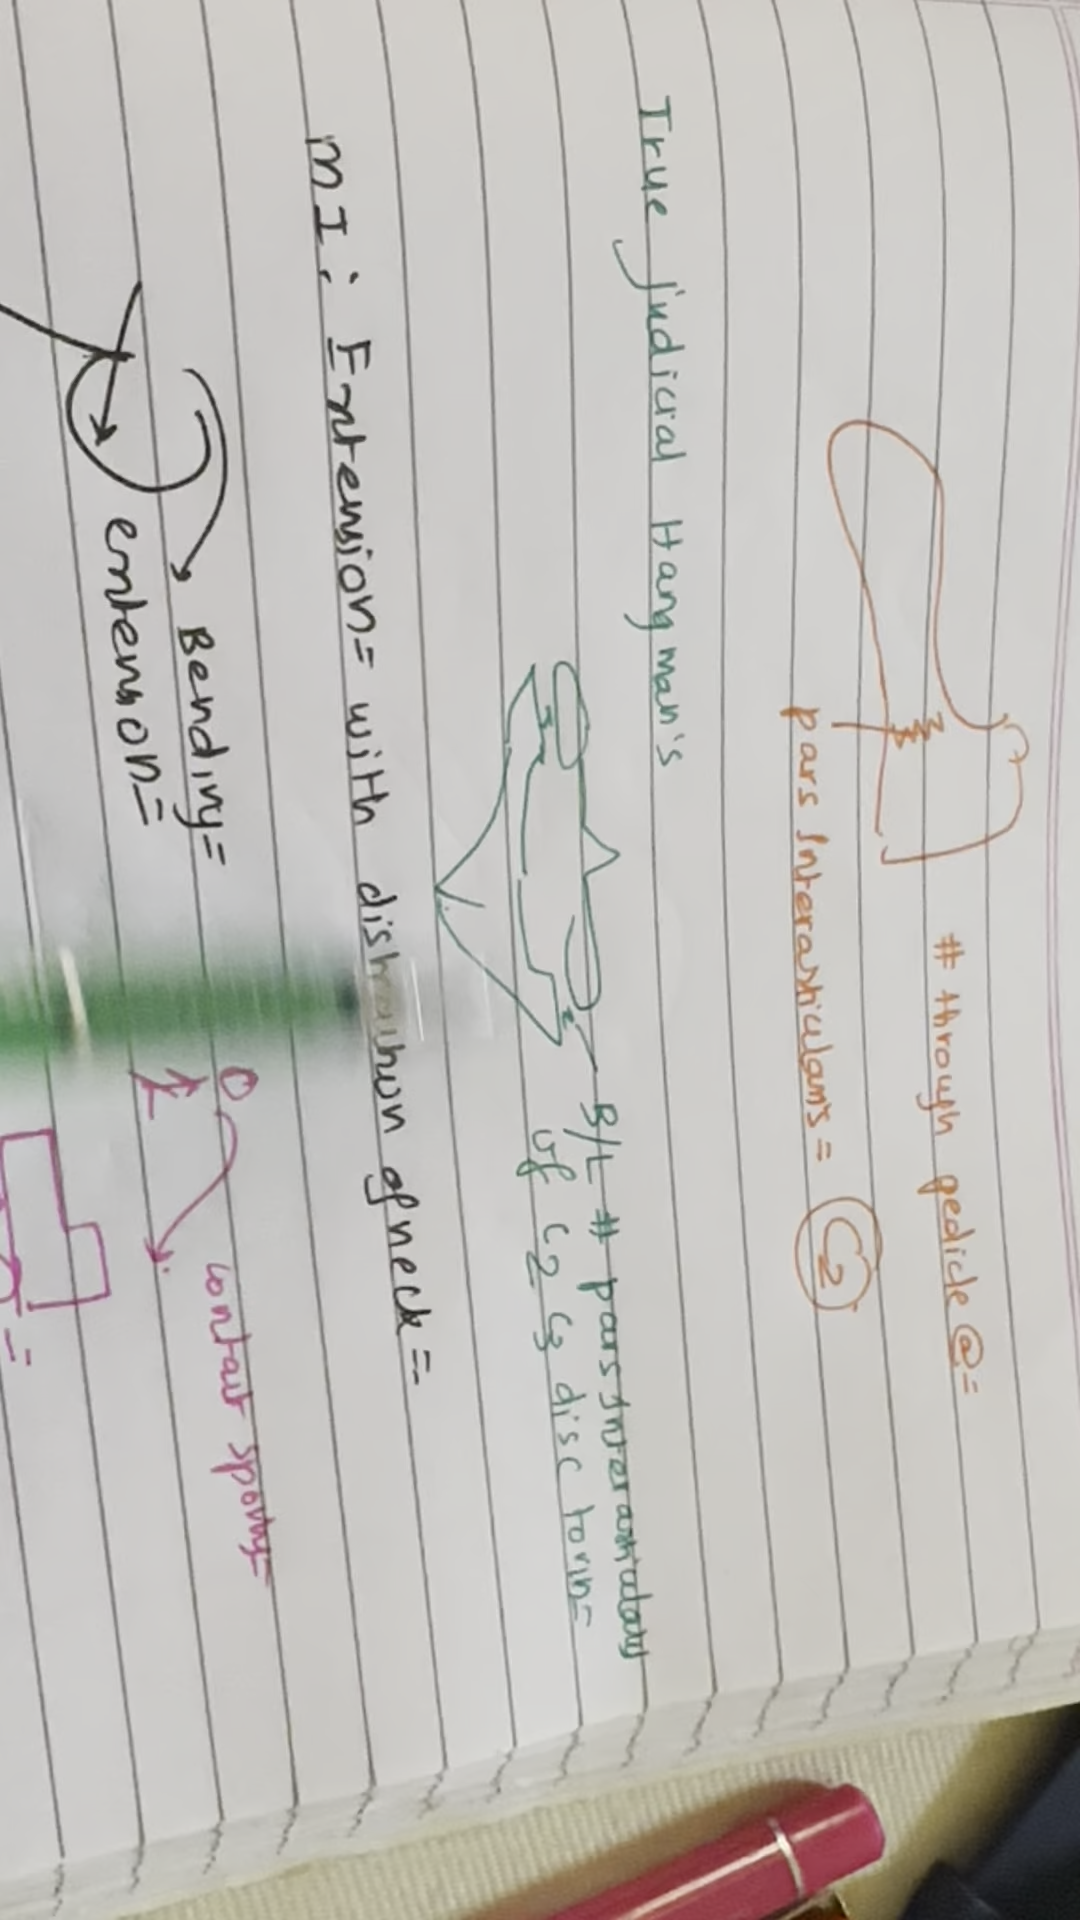 # through pedicle @=
pars Interarticularis = C2
True judicial Hangman's
B/L # pars Interarticularis
of C2 C3 disc torn=
MI: Extension= with distraction of neck =
Bending=
extension=
contact sports=